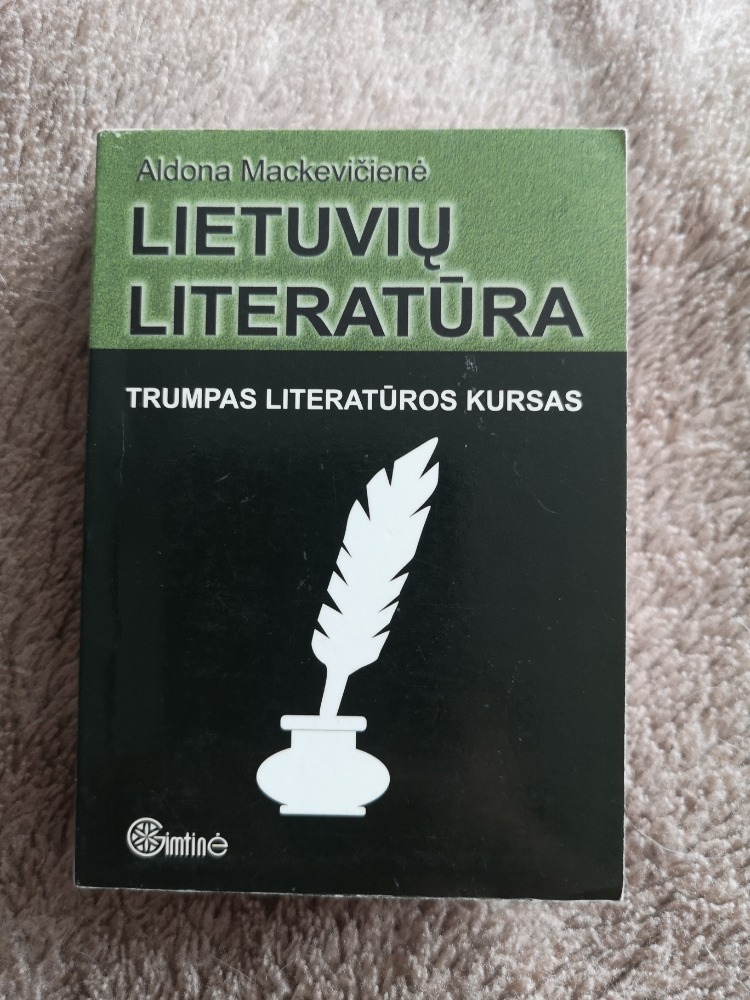 Aldona Mackevičienė
LIETUVIŲ
LITERATŪRA
TRUMPAS LITERATŪROS KURSAS
Gimtinė